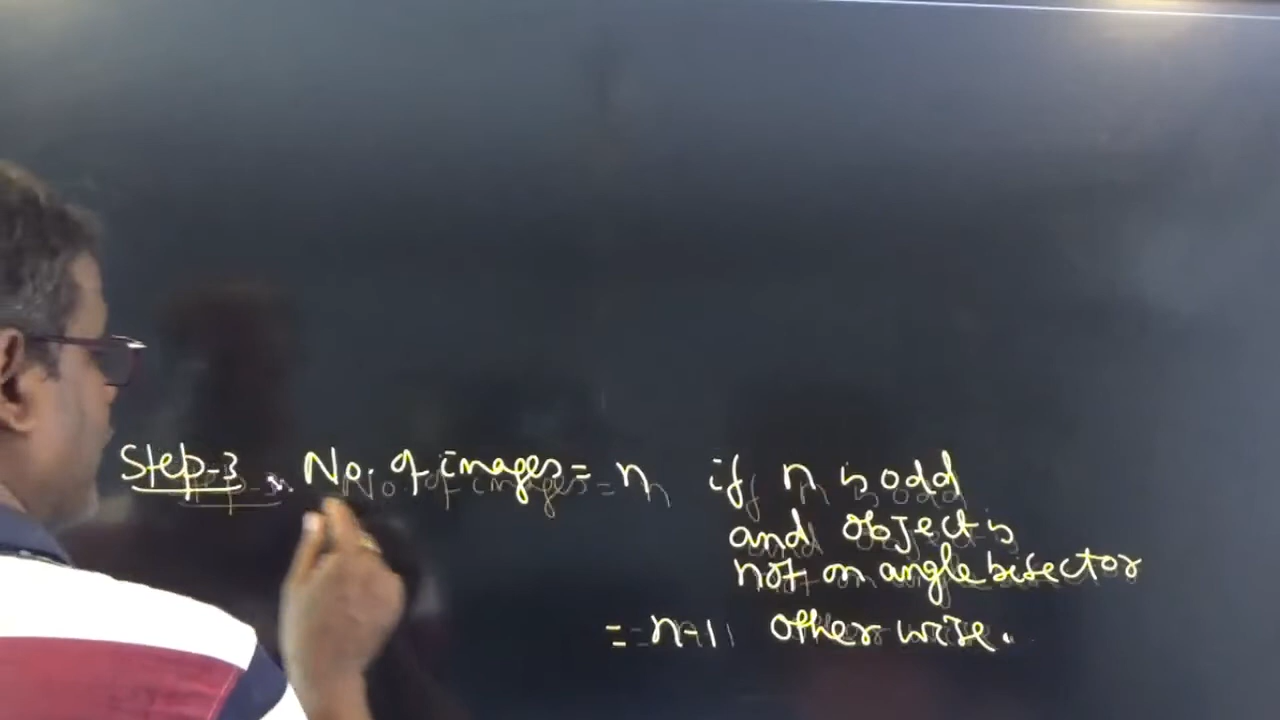 Step-3. No. of images = n if n is odd
and object is
not on angle bisector
= n-1 otherwise.